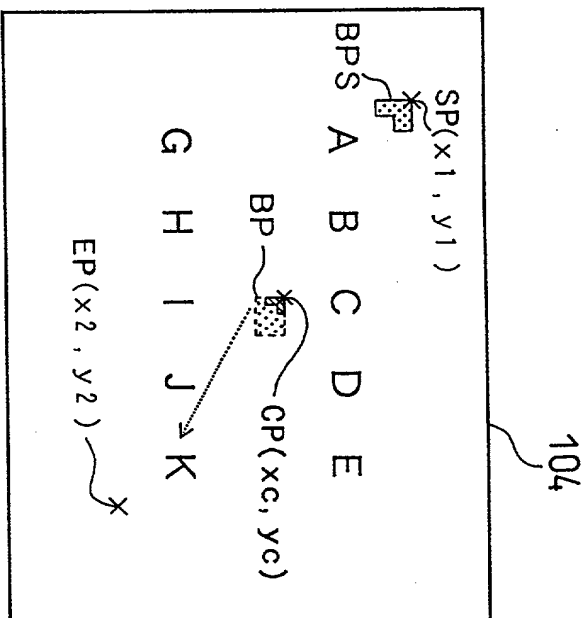 104
SP(x1, y1)
BPS
A B C D E
CP(xc, yc)
BP
G H I J K
EP(x2, y2)